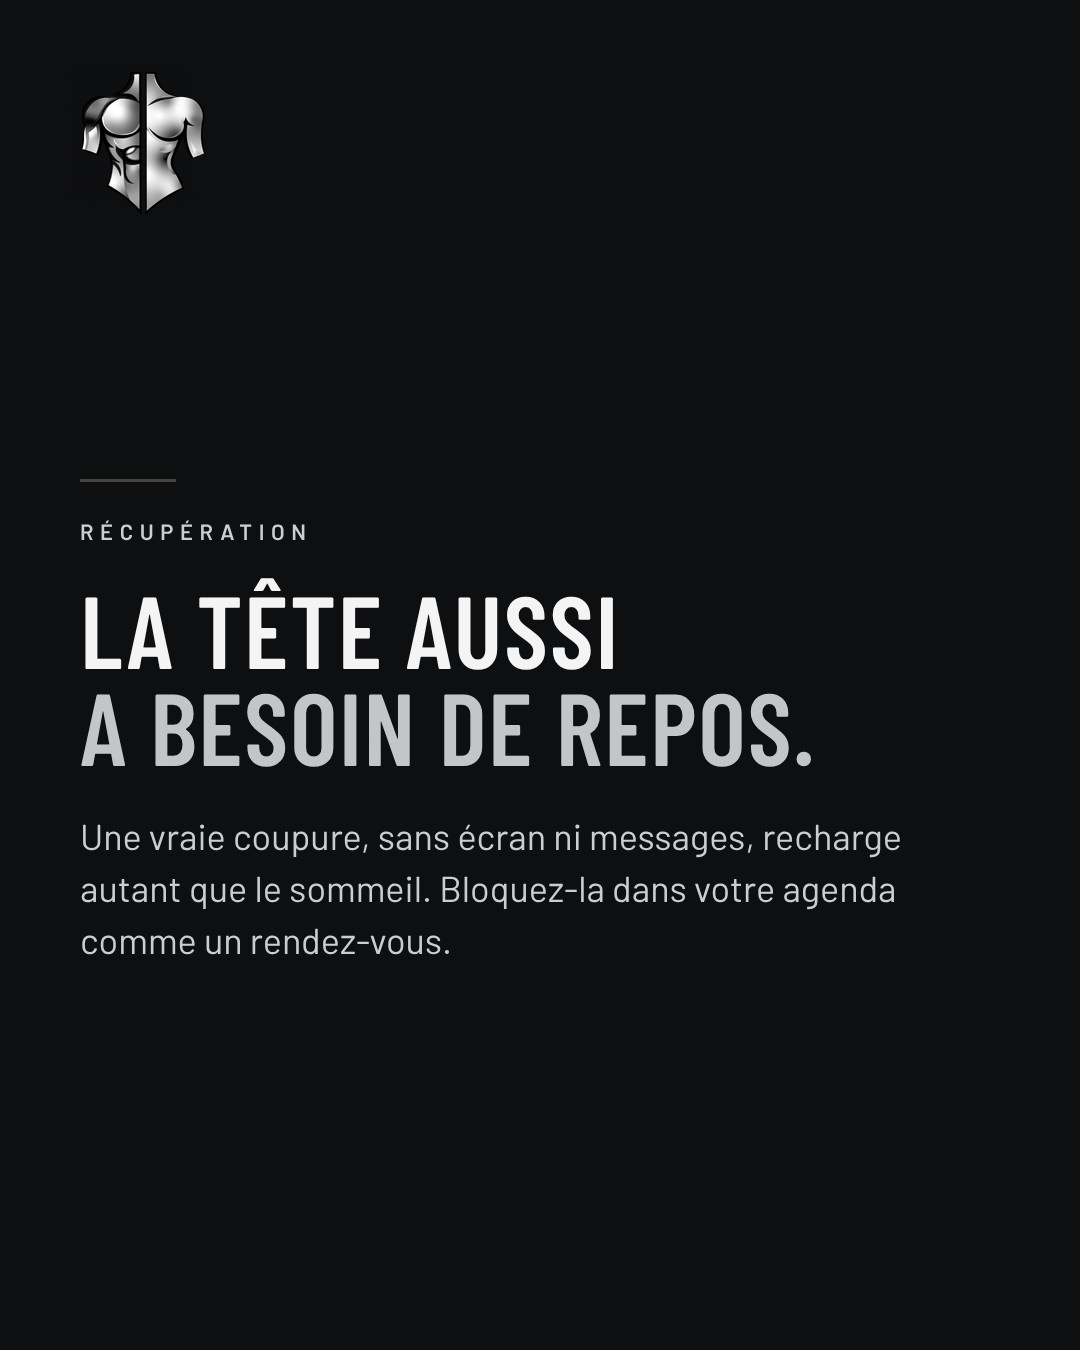 RÉCUPÉRATION
LA TÊTE AUSSI
A BESOIN DE REPOS.
Une vraie coupure, sans écran ni messages, recharge
autant que le sommeil. Bloquez-la dans votre agenda
comme un rendez-vous.